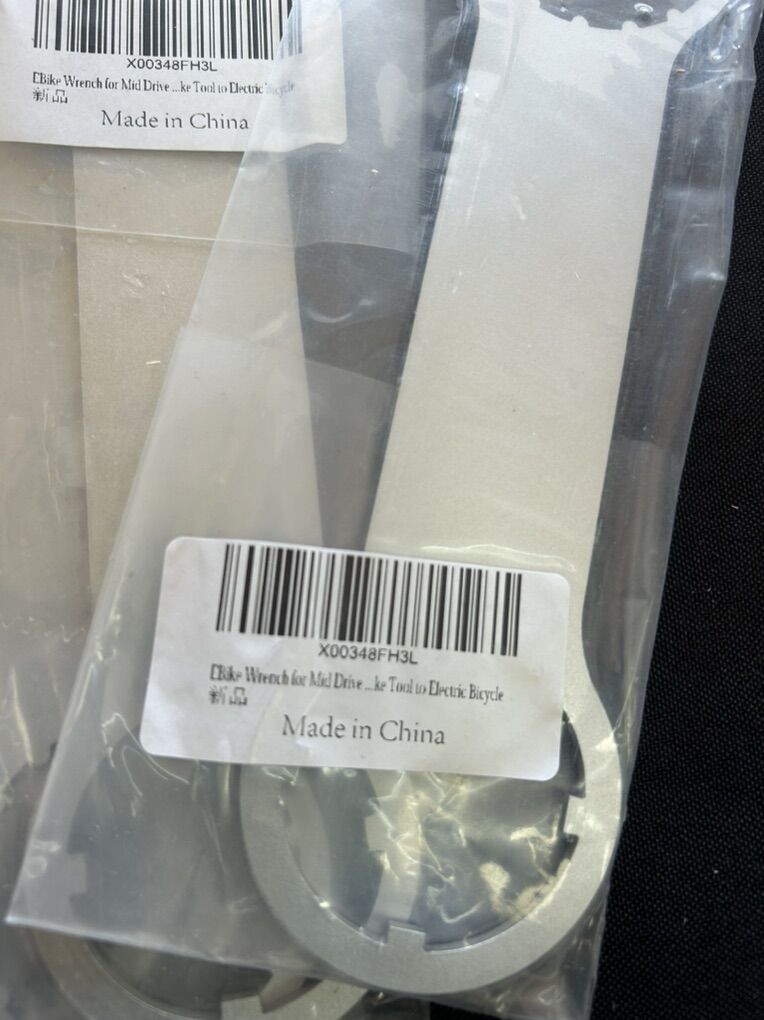 X00348FH3L
EBike Wrench for Mid Drive ...ke Tool to Electric Bicycle
新品
Made in China
X00348FH3L
EBike Wrench for Mid Drive ...ke Tool to Electric Bicycle
新品
Made in China